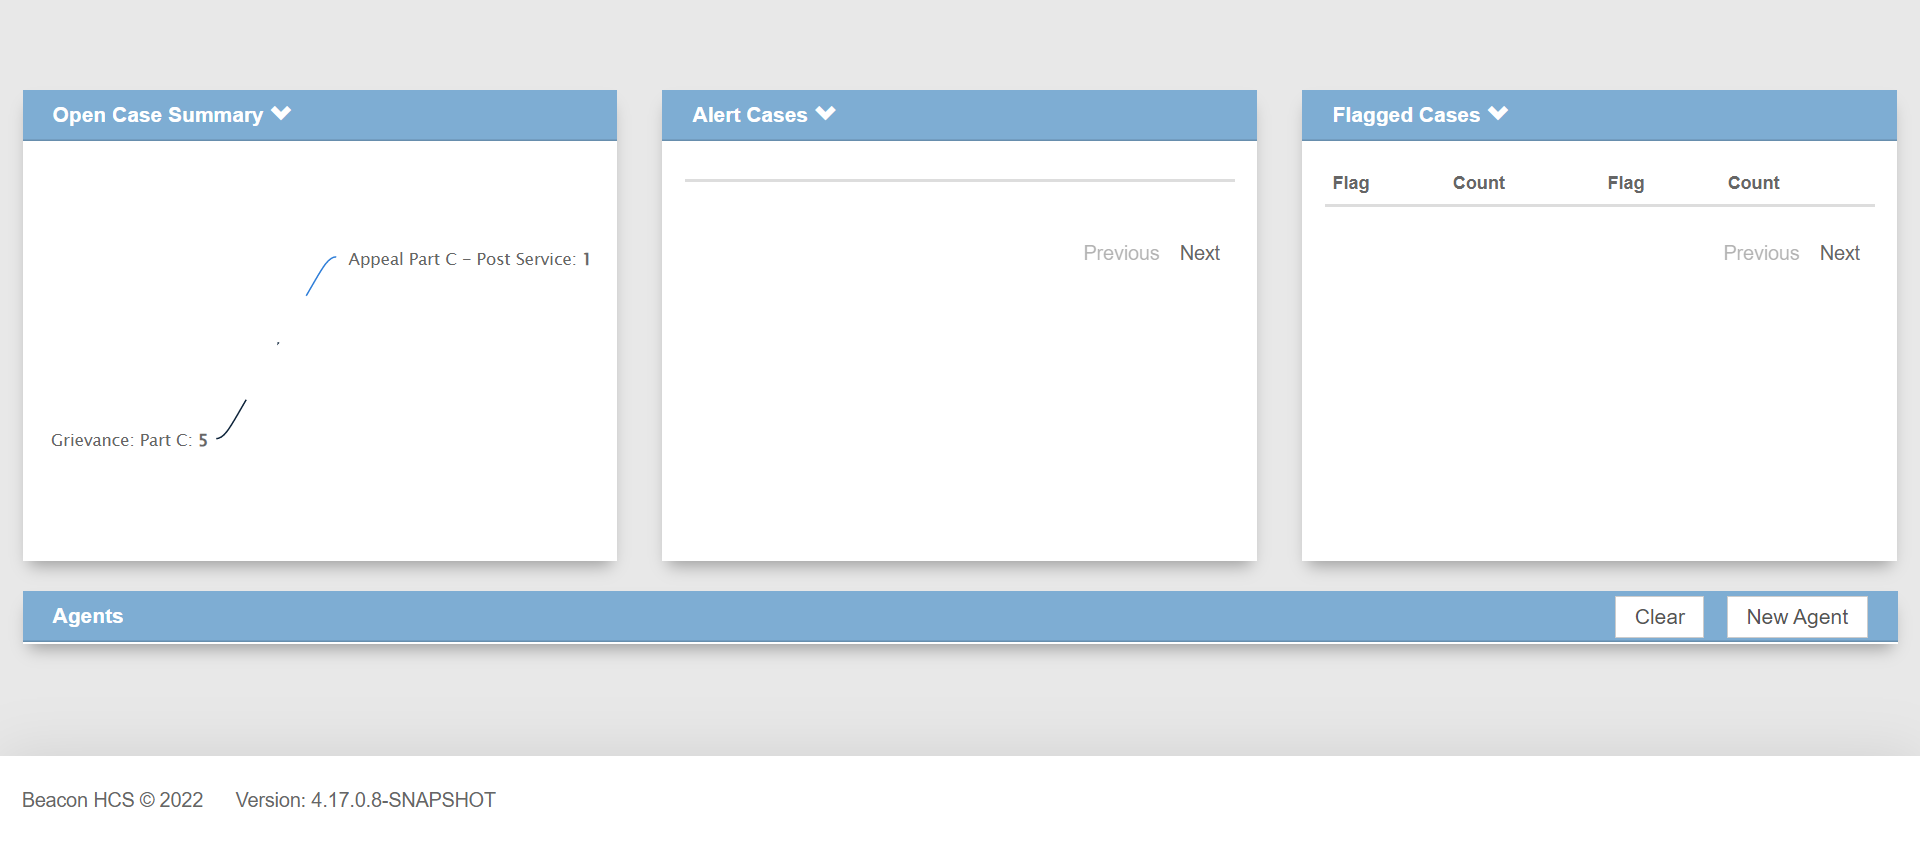 Open Case Summary
Appeal Part C - Post Service: 1
Grievance: Part C: 5
Alert Cases
Previous Next
Flagged Cases
Flag Count Flag Count
Previous Next
Agents
Clear New Agent
Beacon HCS © 2022 Version: 4.17.0.8-SNAPSHOT